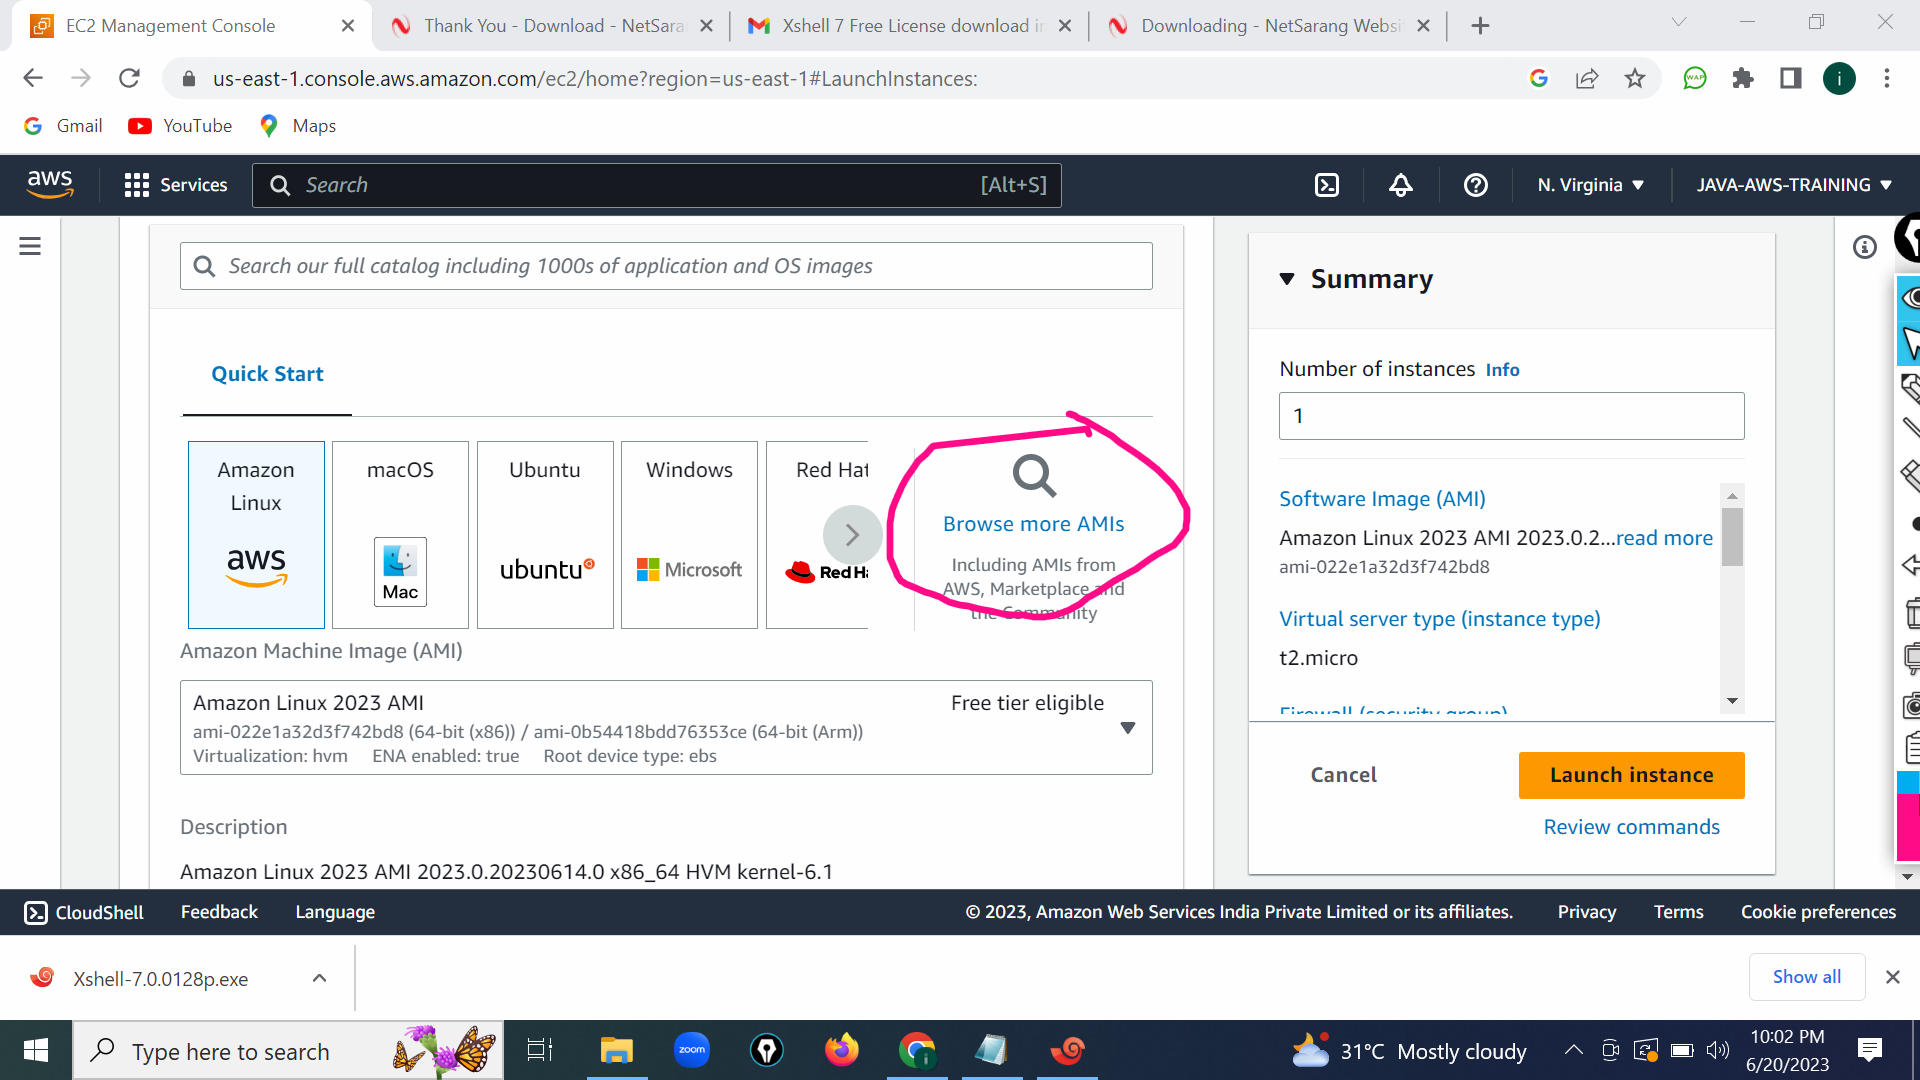 EC2 Management Console
Thank You - Download - NetSara
Xshell 7 Free License download in
Downloading - NetSarang Websi
us-east-1.console.aws.amazon.com/ec2/home?region=us-east-1#LaunchInstances:
WAP
i
Gmail
YouTube
Maps
aws
Services
Search
[Alt+S]
N. Virginia
JAVA-AWS-TRAINING
Search our full catalog including 1000s of application and OS images
Quick Start
Amazon
Linux
aws
macOS
Mac
Ubuntu
ubuntu
Windows
Microsoft
Red Hat
Red Ha
Browse more AMIs
Including AMIs from
AWS, Marketplace and
the Community
Amazon Machine Image (AMI)
Amazon Linux 2023 AMI
Free tier eligible
ami-022e1a32d3f742bd8 (64-bit (x86)) / ami-0b54418bdd76353ce (64-bit (Arm))
Virtualization: hvm ENA enabled: true Root device type: ebs
Description
Amazon Linux 2023 AMI 2023.0.20230614.0 x86_64 HVM kernel-6.1
Summary
Number of instances Info
1
Software Image (AMI)
Amazon Linux 2023 AMI 2023.0.2...read more
ami-022e1a32d3f742bd8
Virtual server type (instance type)
t2.micro
Firewall (security group)
Cancel
Launch instance
Review commands
CloudShell
Feedback
Language
© 2023, Amazon Web Services India Private Limited or its affiliates.
Privacy
Terms
Cookie preferences
Xshell-7.0.0128p.exe
Show all
Type here to search
zoom
i
31°C Mostly cloudy
10:02 PM
6/20/2023